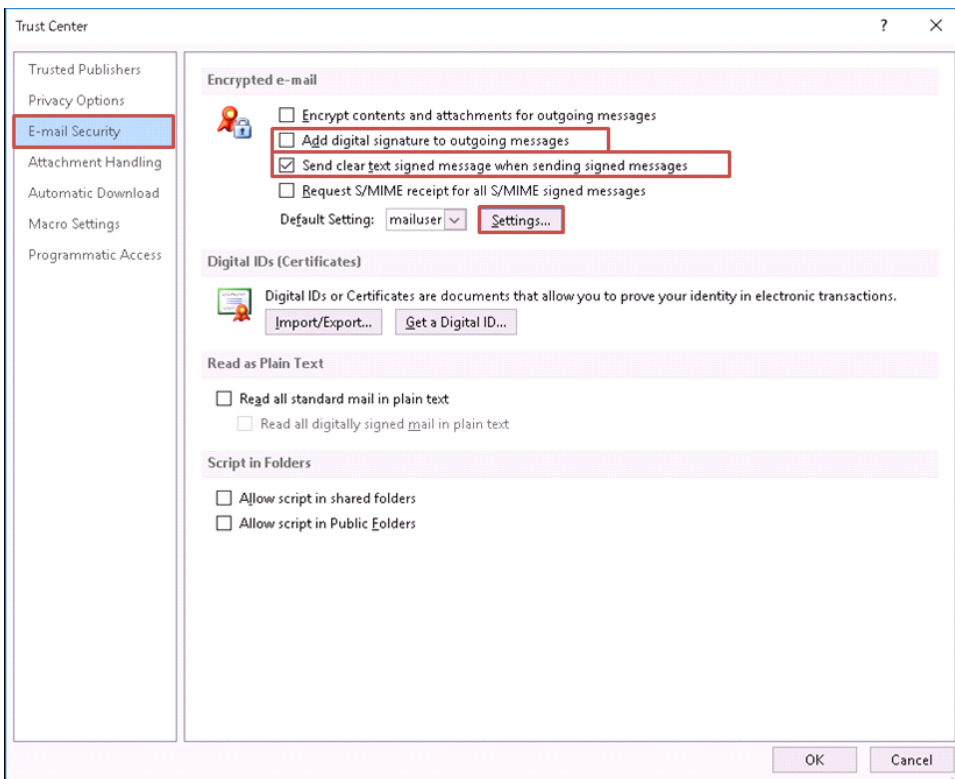 Trust Center
?
Trusted Publishers
Privacy Options
E-mail Security
Attachment Handling
Automatic Download
Macro Settings
Programmatic Access
Encrypted e-mail
Encrypt contents and attachments for outgoing messages
Add digital signature to outgoing messages
Send clear text signed message when sending signed messages
Request S/MIME receipt for all S/MIME signed messages
Default Setting: mailuser Settings...
Digital IDs (Certificates)
Digital IDs or Certificates are documents that allow you to prove your identity in electronic transactions.
Import/Export... Get a Digital ID...
Read as Plain Text
Read all standard mail in plain text
Read all digitally signed mail in plain text
Script in Folders
Allow script in shared folders
Allow script in Public Folders
OK Cancel